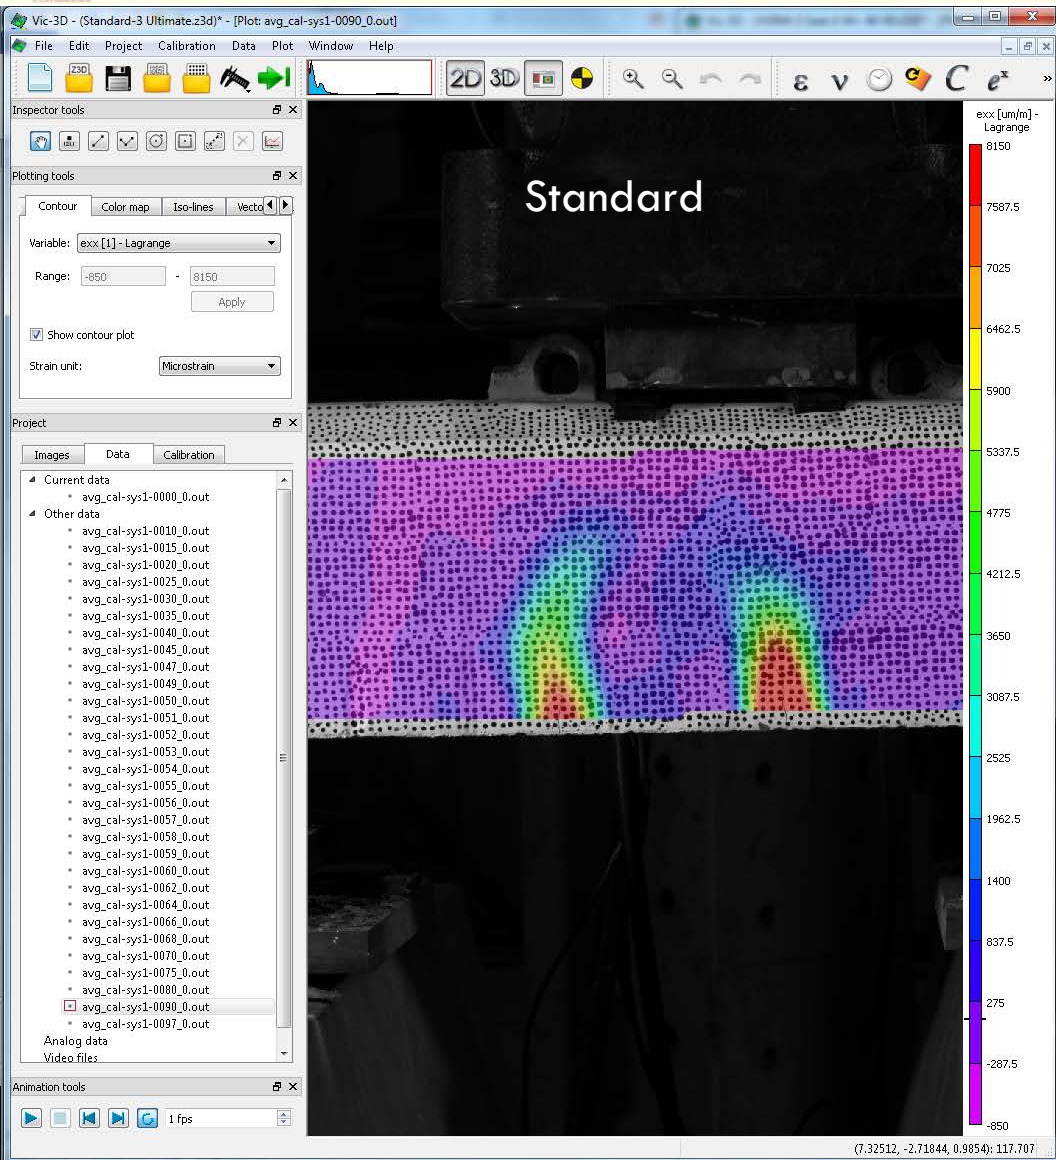 Vic-3D - (Standard-3 Ultimate.z3d)* - [Plot: avg_cal-sys1-0090_0.out]
File Edit Project Calibration Data Plot Window Help
Z3D 2D 3D ε ν C eˣ »
Inspector tools
Plotting tools
Contour Color map Iso-lines Vecto
Variable: exx [1] - Lagrange
Range: -850 - 8150
Apply
Show contour plot
Strain unit: Microstrain
Project
Images Data Calibration
Current data
avg_cal-sys1-0000_0.out
Other data
avg_cal-sys1-0010_0.out
avg_cal-sys1-0015_0.out
avg_cal-sys1-0020_0.out
avg_cal-sys1-0025_0.out
avg_cal-sys1-0030_0.out
avg_cal-sys1-0035_0.out
avg_cal-sys1-0040_0.out
avg_cal-sys1-0045_0.out
avg_cal-sys1-0047_0.out
avg_cal-sys1-0049_0.out
avg_cal-sys1-0050_0.out
avg_cal-sys1-0051_0.out
avg_cal-sys1-0052_0.out
avg_cal-sys1-0053_0.out
avg_cal-sys1-0054_0.out
avg_cal-sys1-0055_0.out
avg_cal-sys1-0056_0.out
avg_cal-sys1-0057_0.out
avg_cal-sys1-0058_0.out
avg_cal-sys1-0059_0.out
avg_cal-sys1-0060_0.out
avg_cal-sys1-0062_0.out
avg_cal-sys1-0064_0.out
avg_cal-sys1-0066_0.out
avg_cal-sys1-0068_0.out
avg_cal-sys1-0070_0.out
avg_cal-sys1-0075_0.out
avg_cal-sys1-0080_0.out
avg_cal-sys1-0090_0.out
avg_cal-sys1-0097_0.out
Analog data
Video files
Animation tools
1 fps
Standard
exx [um/m] -
Lagrange
8150
7587.5
7025
6462.5
5900
5337.5
4775
4212.5
3650
3087.5
2525
1962.5
1400
837.5
275
-287.5
-850
(7.32512, -2.71844, 0.9854): 117.707